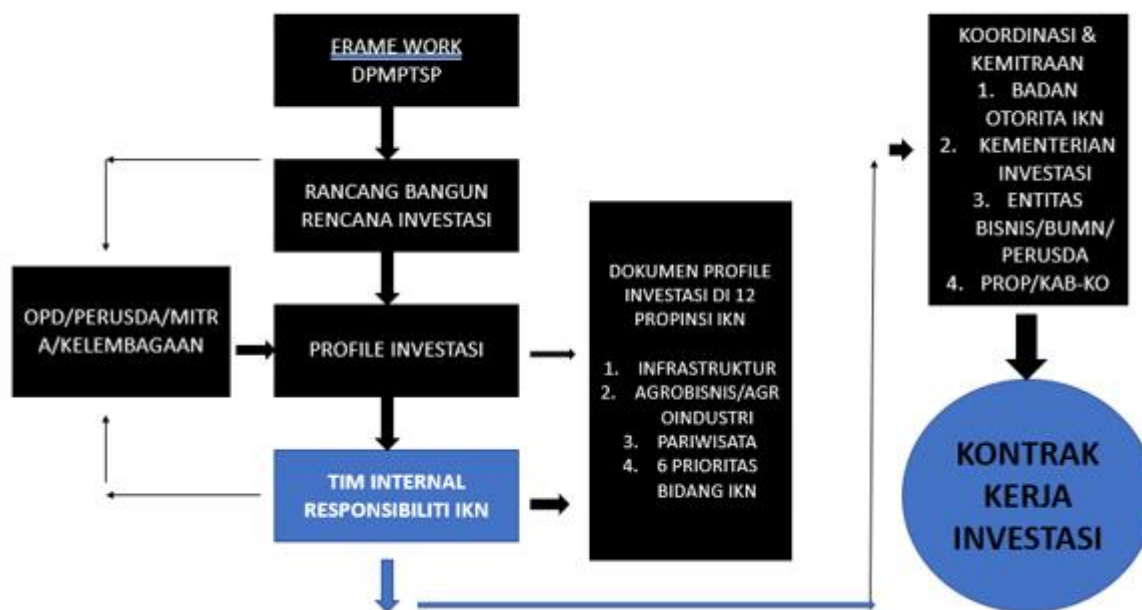 FRAME WORK
DPMPTSP
RANCANG BANGUN
RENCANA INVESTASI
OPD/PERUSDA/MITR
A/KELEMBAGAAN
PROFILE INVESTASI
TIM INTERNAL
RESPONSIBILITI IKN
DOKUMEN PROFILE
INVESTASI DI 12
PROPINSI IKN
1. INFRASTRUKTUR
2. AGROBISNIS/AGR
OINDUSTRI
3. PARIWISATA
4. 6 PRIORITAS
BIDANG IKN
KOORDINASI &
KEMITRAAN
1. BADAN
OTORITA IKN
2. KEMENTERIAN
INVESTASI
3. ENTITAS
BISNIS/BUMN/
PERUSDA
4. PROP/KAB-KO
KONTRAK
KERJA
INVESTASI